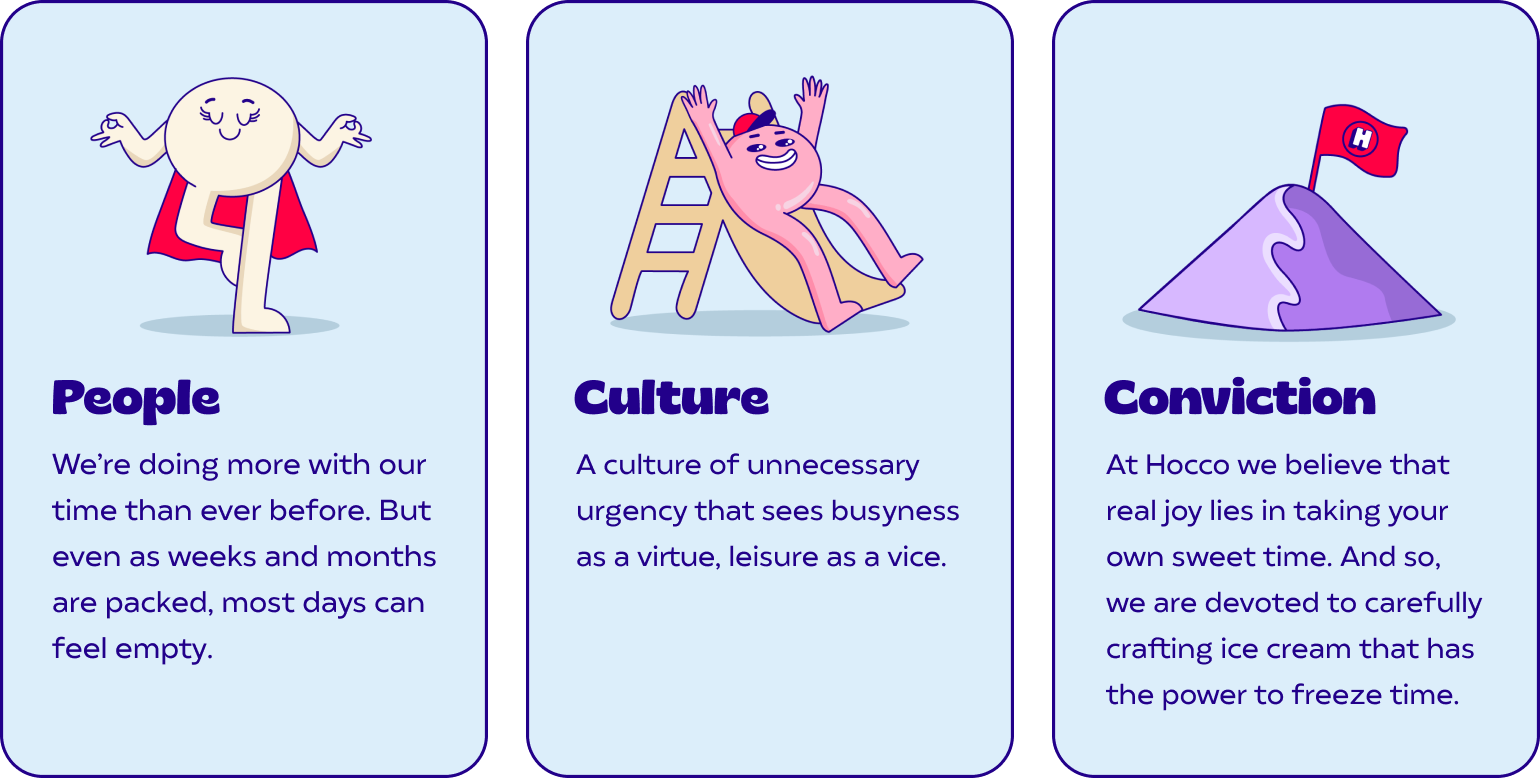 H
People
We’re doing more with our
time than ever before. But
even as weeks and months
are packed, most days can
feel empty.
Culture
A culture of unnecessary
urgency that sees busyness
as a virtue, leisure as a vice.
Conviction
At Hocco we believe that
real joy lies in taking your
own sweet time. And so,
we are devoted to carefully
crafting ice cream that has
the power to freeze time.